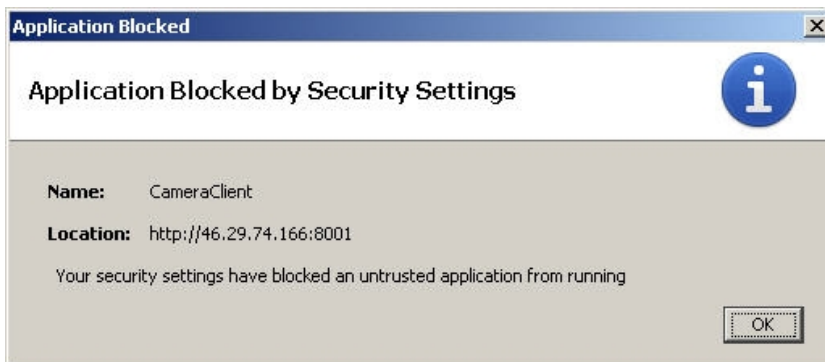 Application Blocked
Application Blocked by Security Settings
Name: CameraClient
Location: http://46.29.74.166:8001
Your security settings have blocked an untrusted application from running
OK